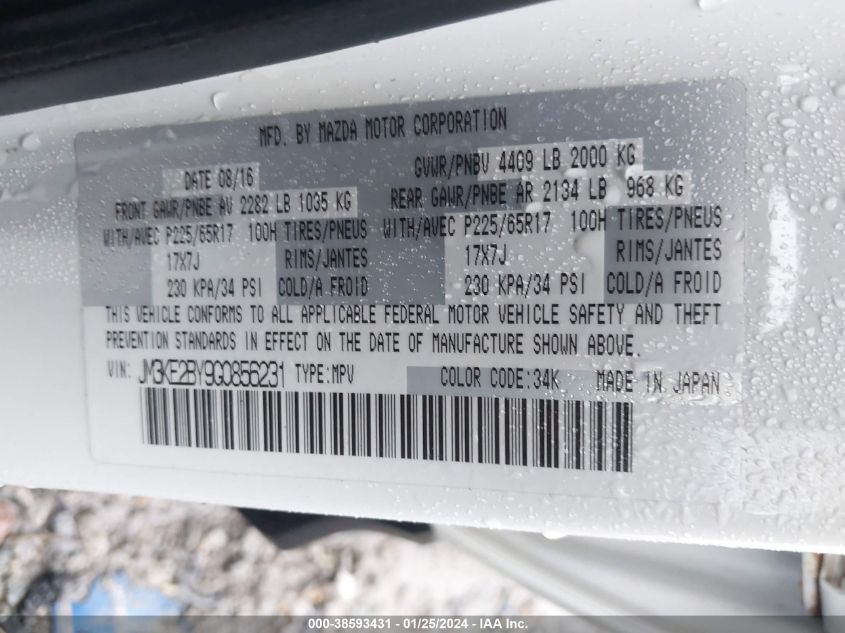 MFD. BY MAZDA MOTOR CORPORATION
DATE 08/16 GVWR/PNBV 4409 LB 2000 KG
FRONT GAWR/PNBE AV 2282 LB 1035 KG REAR GAWR/PNBE AR 2134 LB 968 KG
WITH/AVEC P225/65R17 100H TIRES/PNEUS WITH/AVEC P225/65R17 100H TIRES/PNEUS
17X7J RIMS/JANTES 17X7J RIMS/JANTES
230 KPA/34 PSI COLD/A FROID 230 KPA/34 PSI COLD/A FROID
THIS VEHICLE CONFORMS TO ALL APPLICABLE FEDERAL MOTOR VEHICLE SAFETY AND THEFT
PREVENTION STANDARDS IN EFFECT ON THE DATE OF MANUFACTURE SHOWN ABOVE.
VIN: JM3KE2BY9G0856231 TYPE:MPV COLOR CODE:34K MADE IN JAPAN
000-38593431 - 01/25/2024 - IAA Inc.